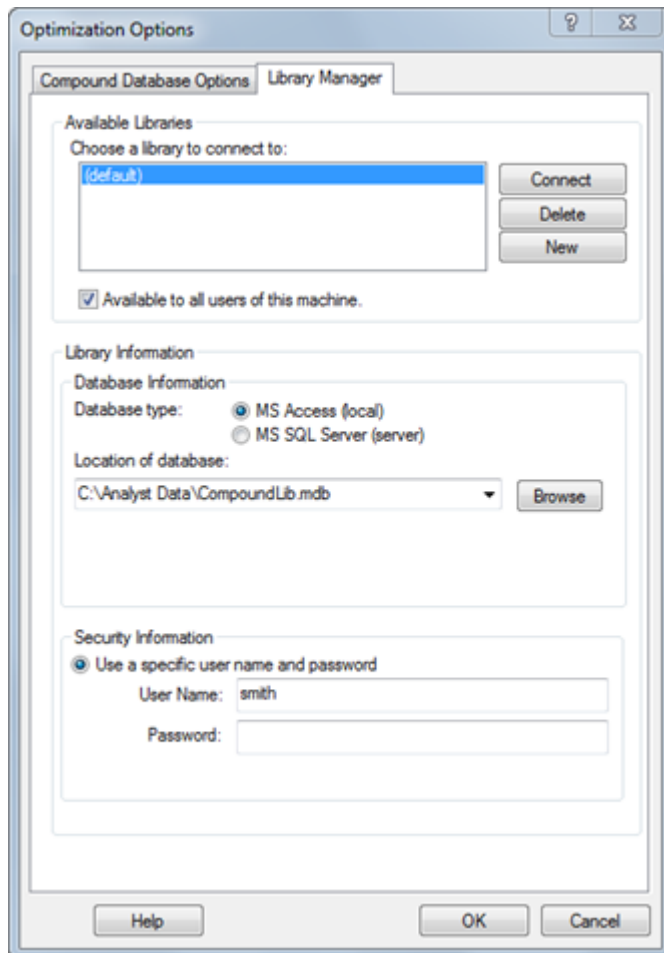 Optimization Options
Compound Database Options Library Manager
Available Libraries
Choose a library to connect to:
(default)
Connect
Delete
New
Available to all users of this machine.
Library Information
Database Information
Database type: MS Access (local)
MS SQL Server (server)
Location of database:
C:\Analyst Data\CompoundLib.mdb Browse
Security Information
Use a specific user name and password
User Name: smith
Password:
Help OK Cancel